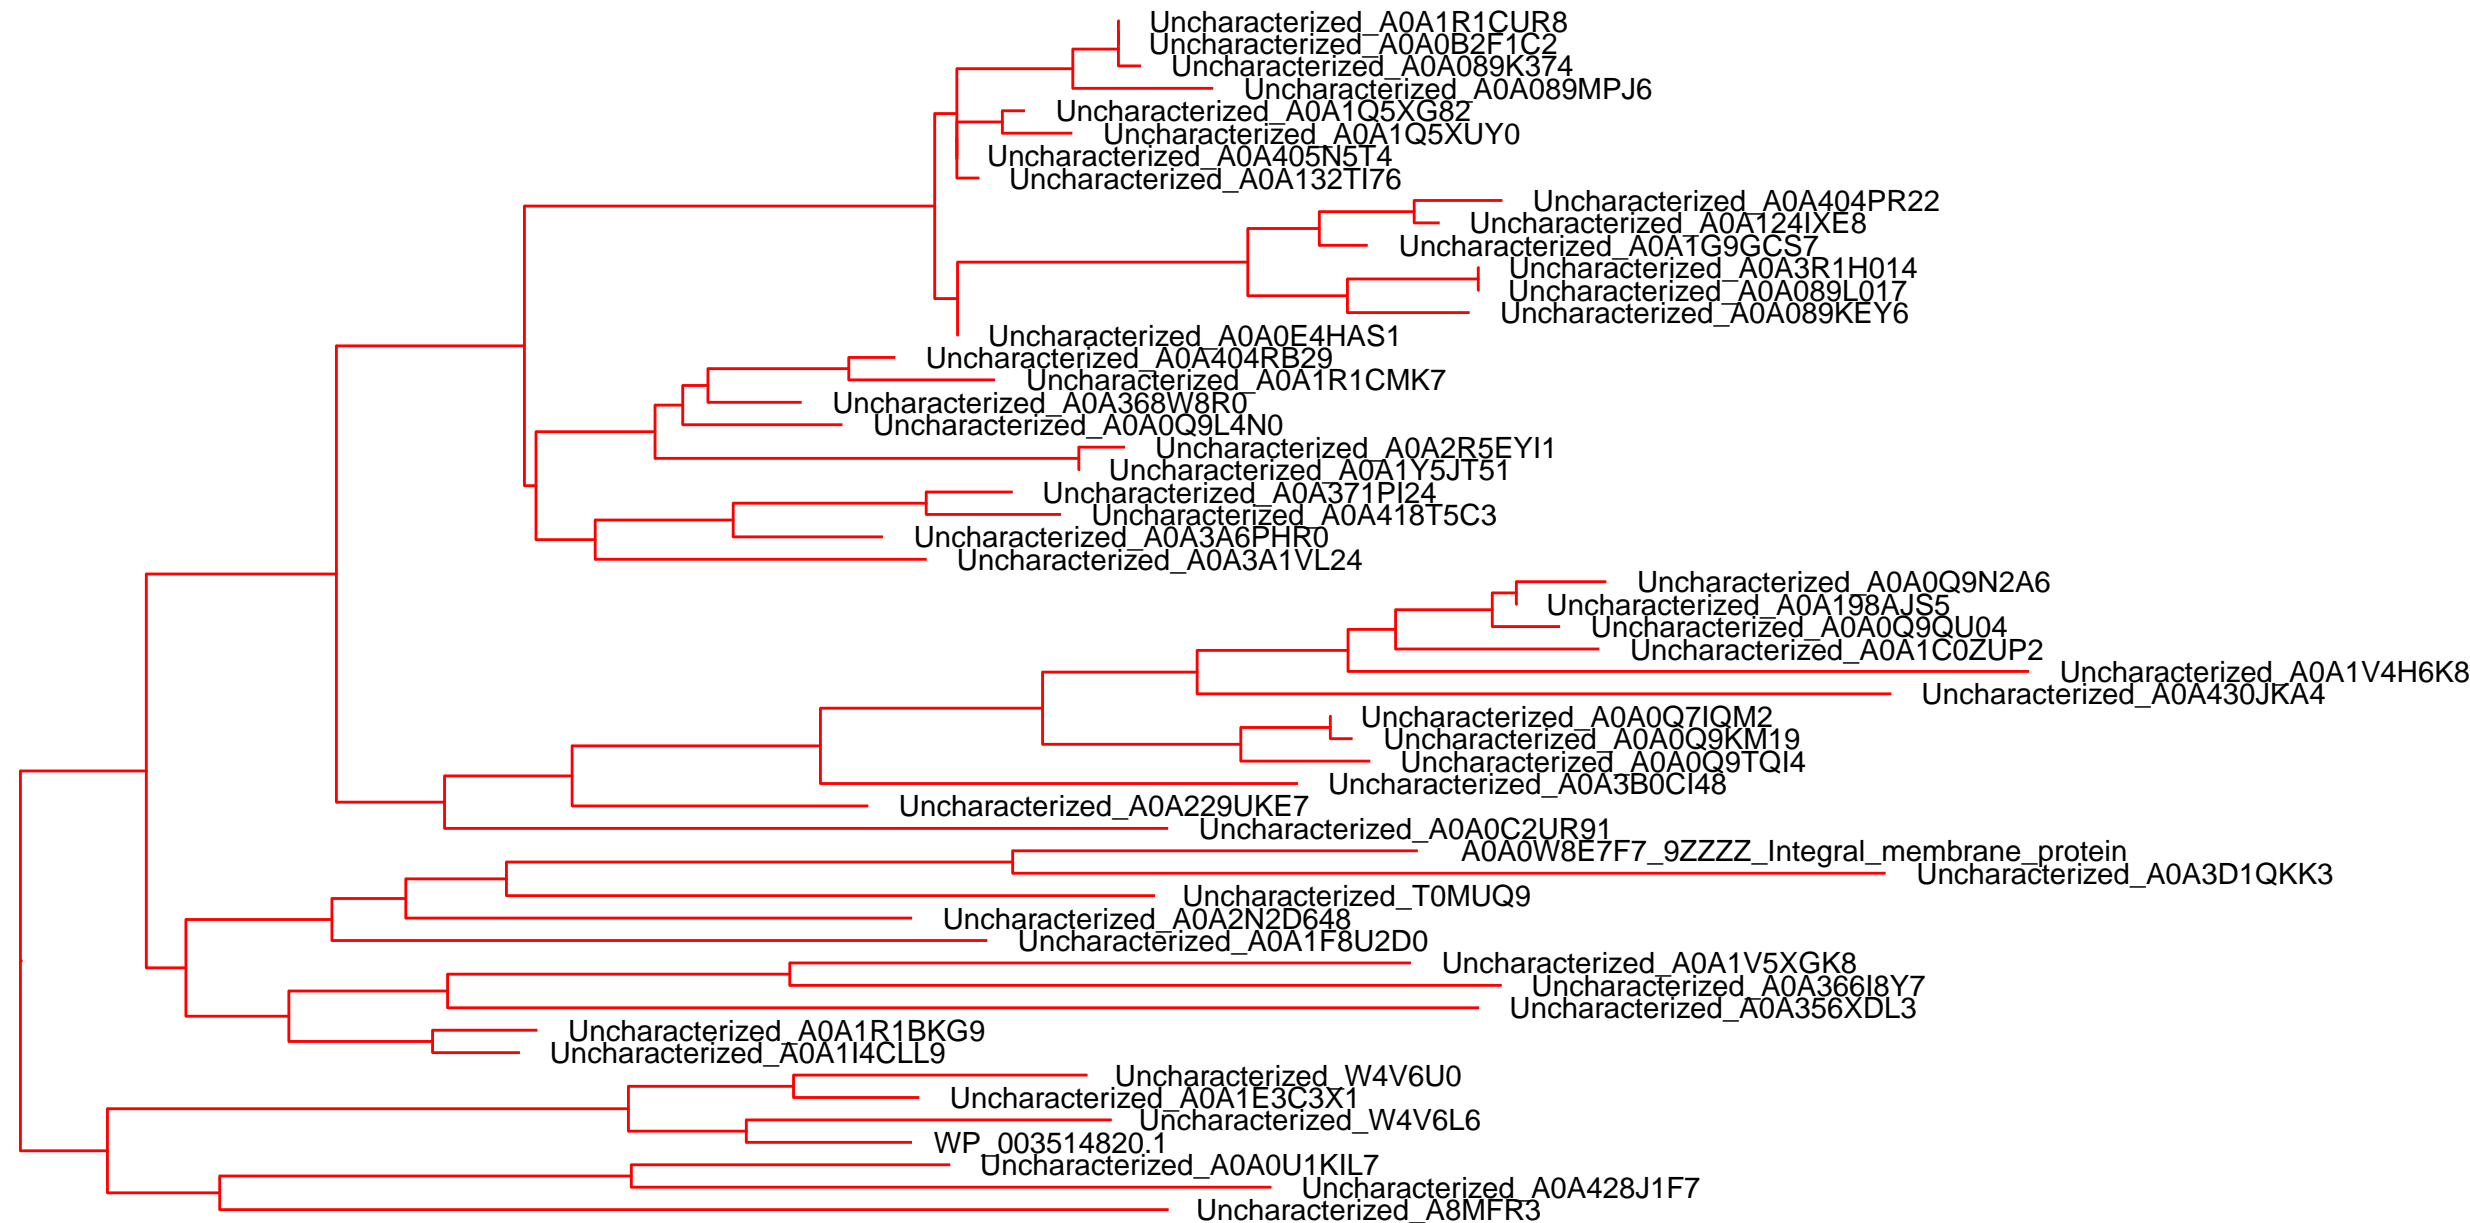 Uncharacterized_A0A1R1CUR8
Uncharacterized_A0A0B2F1C2
Uncharacterized_A0A089K374
Uncharacterized_A0A089MPJ6
Uncharacterized_A0A1Q5XG82
Uncharacterized_A0A1Q5XUY0
Uncharacterized_A0A405N5T4
Uncharacterized_A0A132TI76
Uncharacterized_A0A404PR22
Uncharacterized_A0A124IXE8
Uncharacterized_A0A1G9GCS7
Uncharacterized_A0A3R1H014
Uncharacterized_A0A089L017
Uncharacterized_A0A089KEY6
Uncharacterized_A0A0E4HAS1
Uncharacterized_A0A404RB29
Uncharacterized_A0A1R1CMK7
Uncharacterized_A0A368W8R0
Uncharacterized_A0A0Q9L4N0
Uncharacterized_A0A2R5EYI1
Uncharacterized_A0A1Y5JT51
Uncharacterized_A0A371PI24
Uncharacterized_A0A418T5C3
Uncharacterized_A0A3A6PHR0
Uncharacterized_A0A3A1VL24
Uncharacterized_A0A0Q9N2A6
Uncharacterized_A0A198AJS5
Uncharacterized_A0A0Q9QU04
Uncharacterized_A0A1C0ZUP2
Uncharacterized_A0A1V4H6K8
Uncharacterized_A0A430JKA4
Uncharacterized_A0A0Q7IQM2
Uncharacterized_A0A0Q9KM19
Uncharacterized_A0A0Q9TQI4
Uncharacterized_A0A3B0CI48
Uncharacterized_A0A229UKE7
Uncharacterized_A0A0C2UR91
A0A0W8E7F7_9ZZZZ_Integral_membrane_protein
Uncharacterized_A0A3D1QKK3
Uncharacterized_T0MUQ9
Uncharacterized_A0A2N2D648
Uncharacterized_A0A1F8U2D0
Uncharacterized_A0A1V5XGK8
Uncharacterized_A0A366I8Y7
Uncharacterized_A0A356XDL3
Uncharacterized_A0A1R1BKG9
Uncharacterized_A0A1I4CLL9
Uncharacterized_W4V6U0
Uncharacterized_A0A1E3C3X1
Uncharacterized_W4V6L6
WP_003514820.1
Uncharacterized_A0A0U1KIL7
Uncharacterized_A0A428J1F7
Uncharacterized_A8MFR3